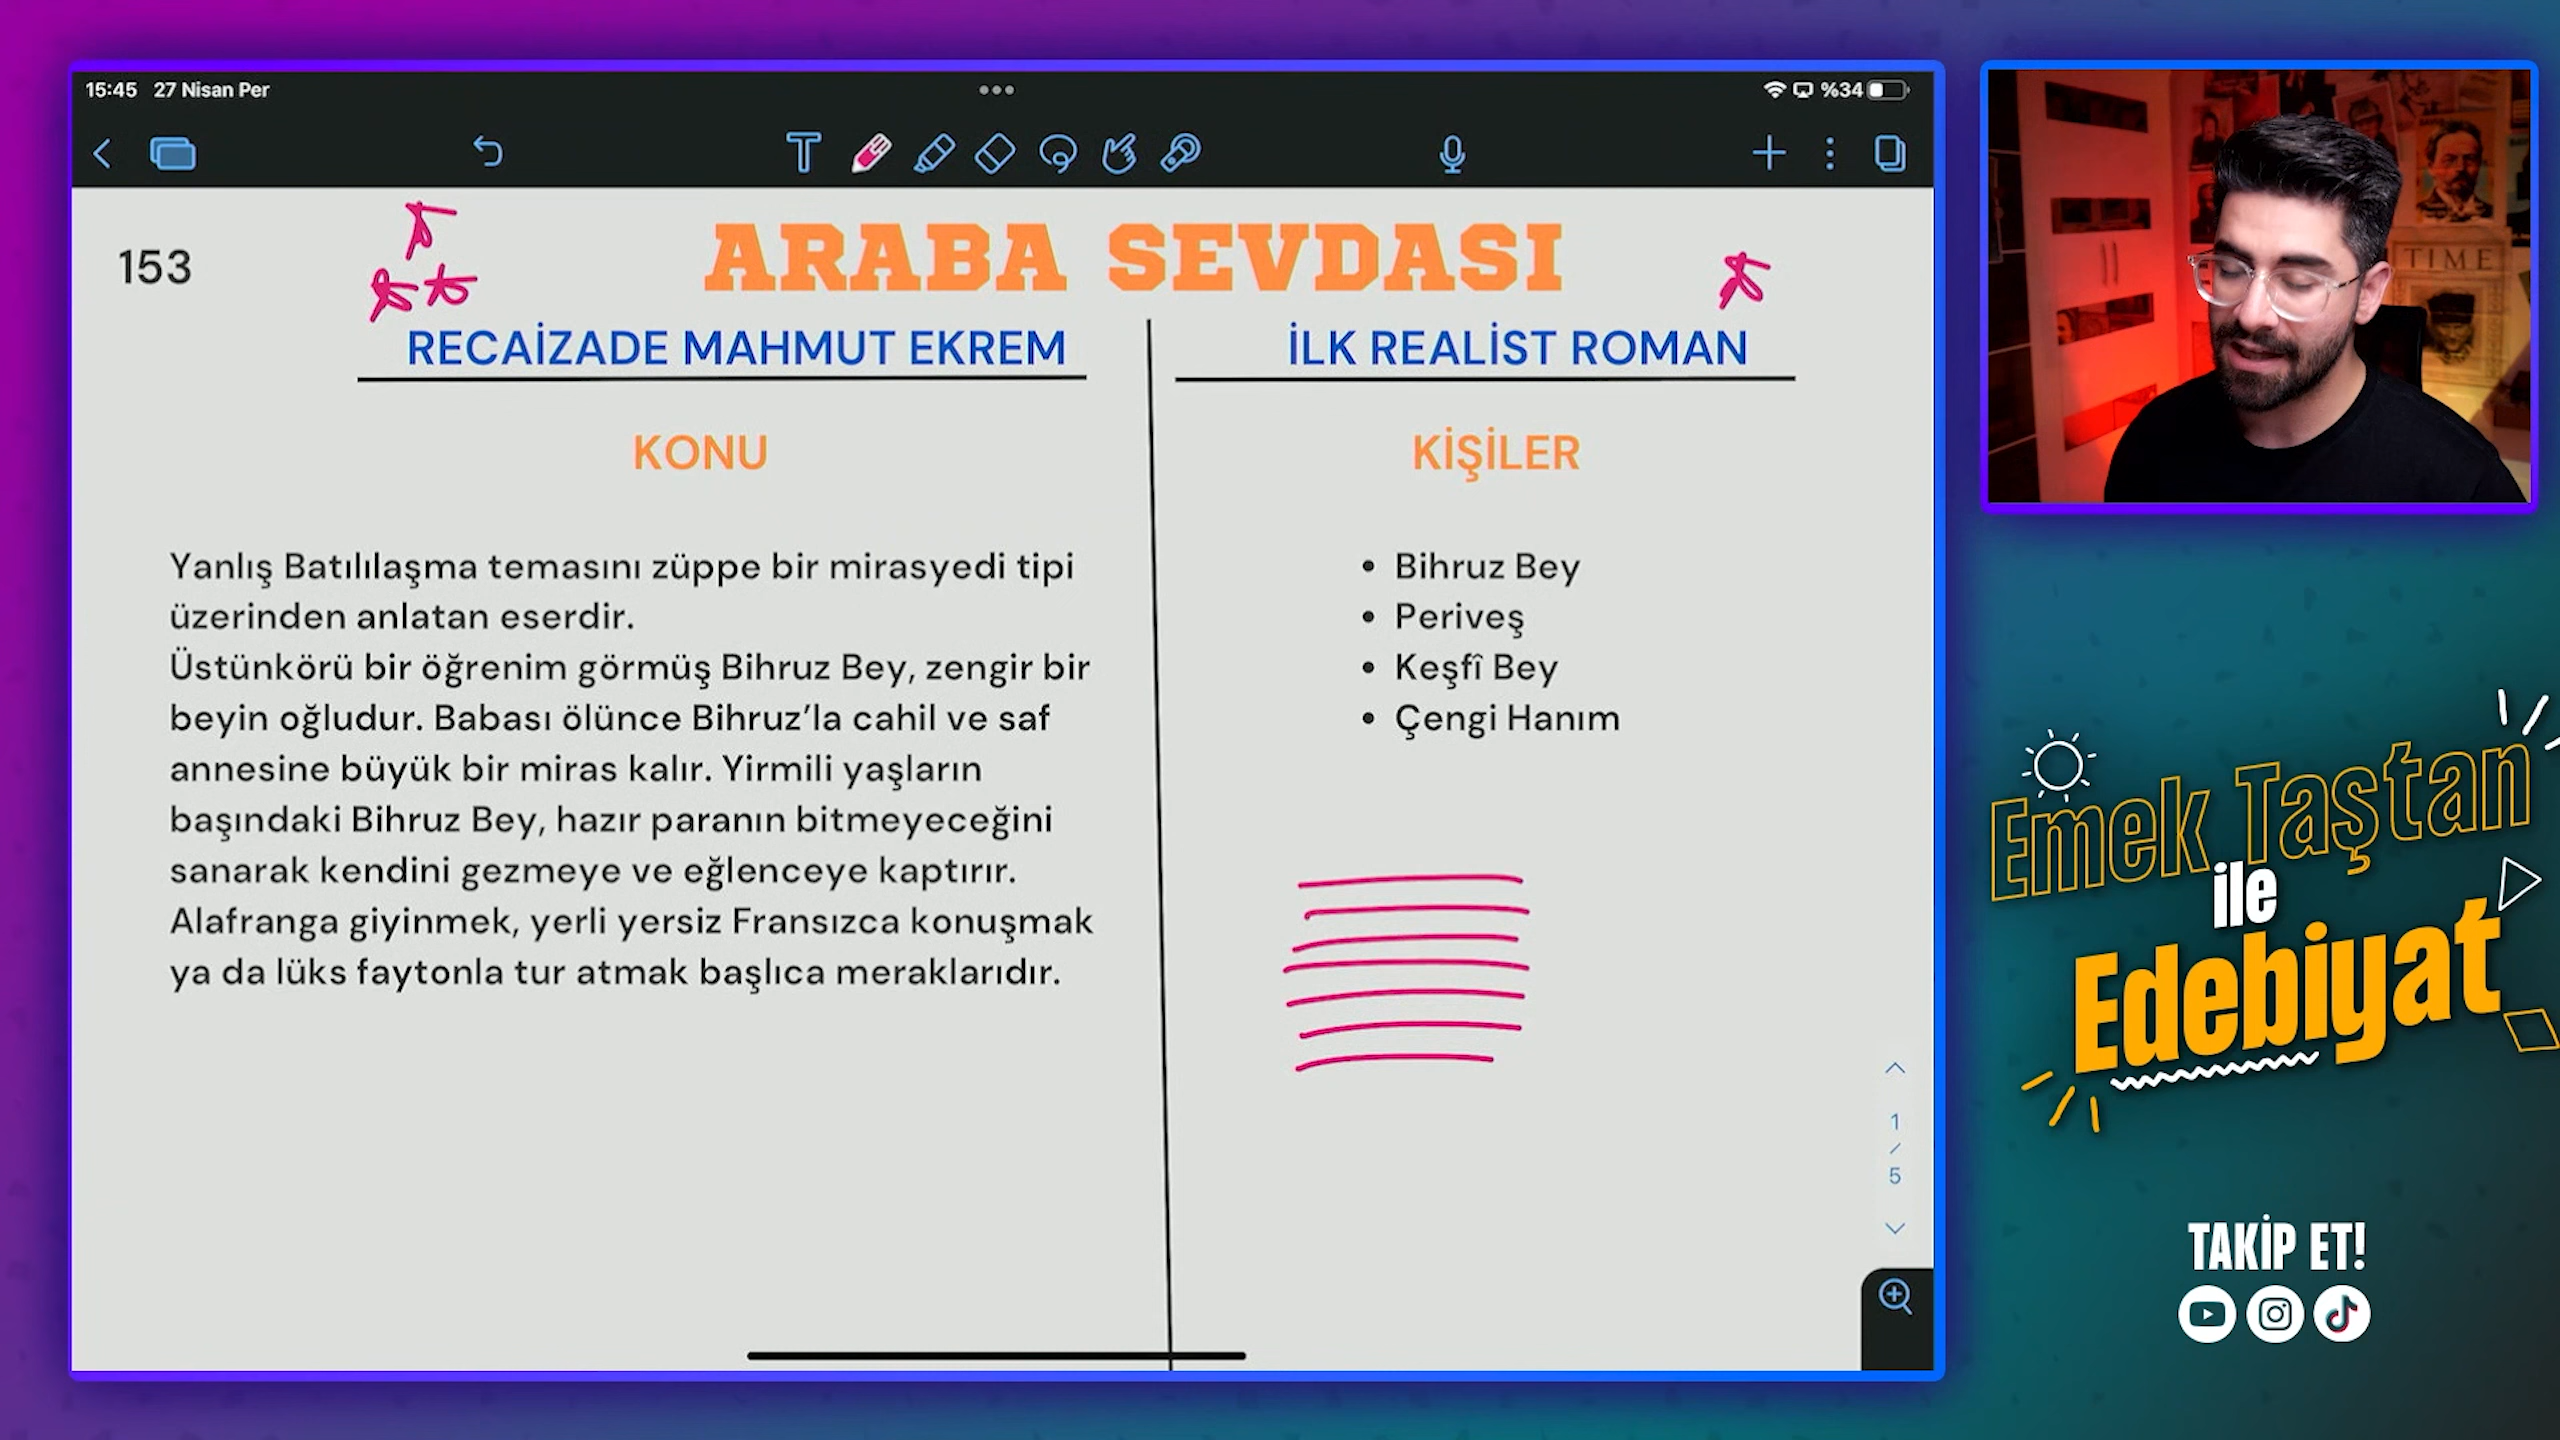 15:45 27 Nisan Per
%34
153
ARABA SEVDASI
RECAİZADE MAHMUT EKREM
İLK REALİST ROMAN
KONU
Yanlış Batılılaşma temasını züppe bir mirasyedi tipi
üzerinden anlatan eserdir.
Üstünkörü bir öğrenim görmüş Bihruz Bey, zengir bir
beyin oğludur. Babası ölünce Bihruz’la cahil ve saf
annesine büyük bir miras kalır. Yirmili yaşların
başındaki Bihruz Bey, hazır paranın bitmeyeceğini
sanarak kendini gezmeye ve eğlenceye kaptırır.
Alafranga giyinmek, yerli yersiz Fransızca konuşmak
ya da lüks faytonla tur atmak başlıca meraklarıdır.
KİŞİLER
• Bihruz Bey
• Periveş
• Keşfî Bey
• Çengi Hanım
1
/
5
TIME
Emek Taştan
ile
Edebiyat
TAKİP ET!